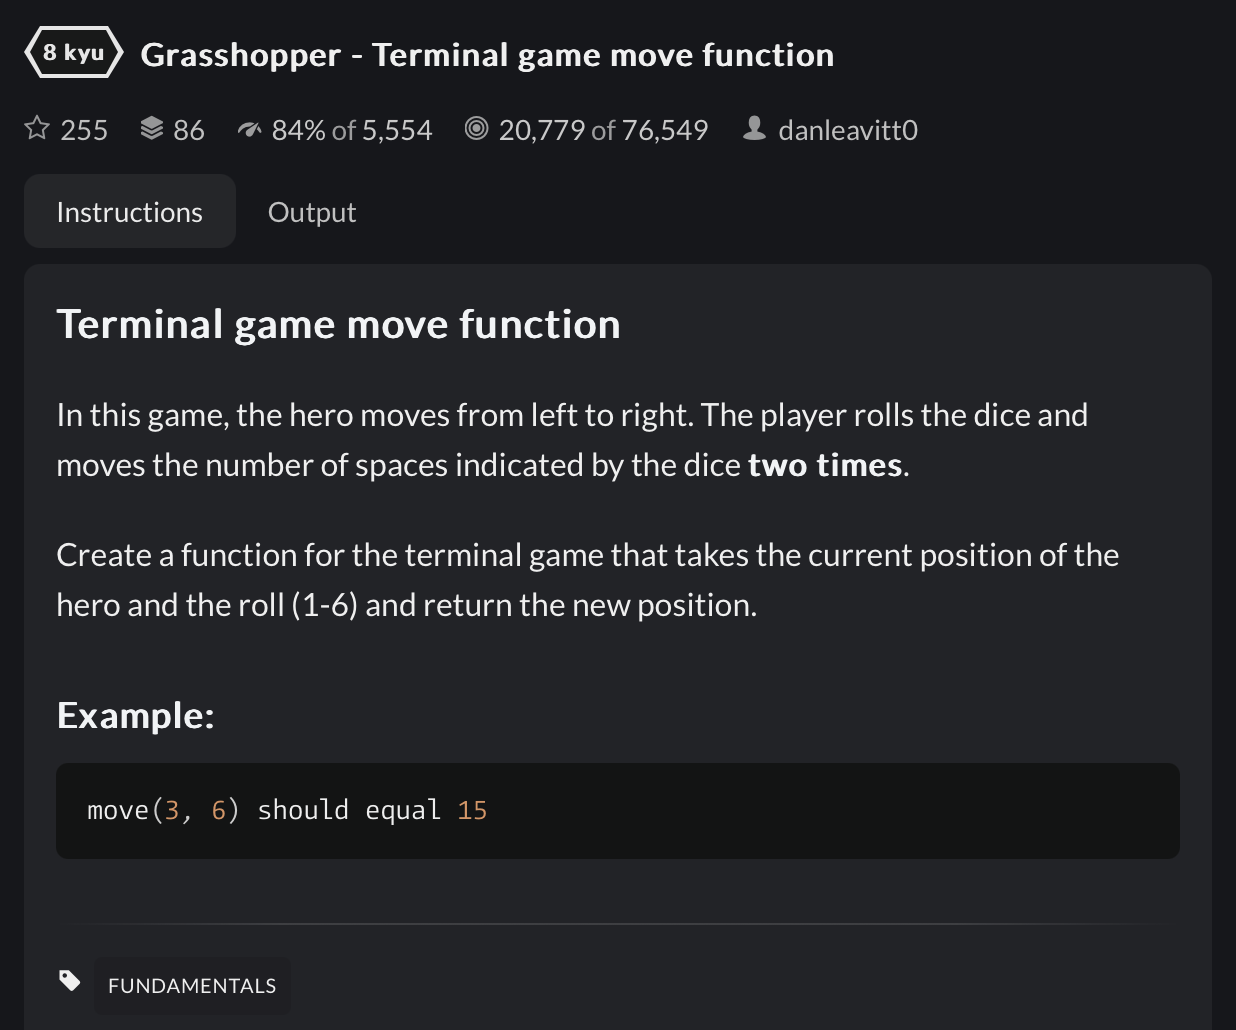 8 kyu Grasshopper - Terminal game move function
255 86 84% of 5,554 20,779 of 76,549 danleavitt0
Instructions Output
Terminal game move function
In this game, the hero moves from left to right. The player rolls the dice and
moves the number of spaces indicated by the dice two times.
Create a function for the terminal game that takes the current position of the
hero and the roll (1-6) and return the new position.
Example:
move(3, 6) should equal 15
FUNDAMENTALS